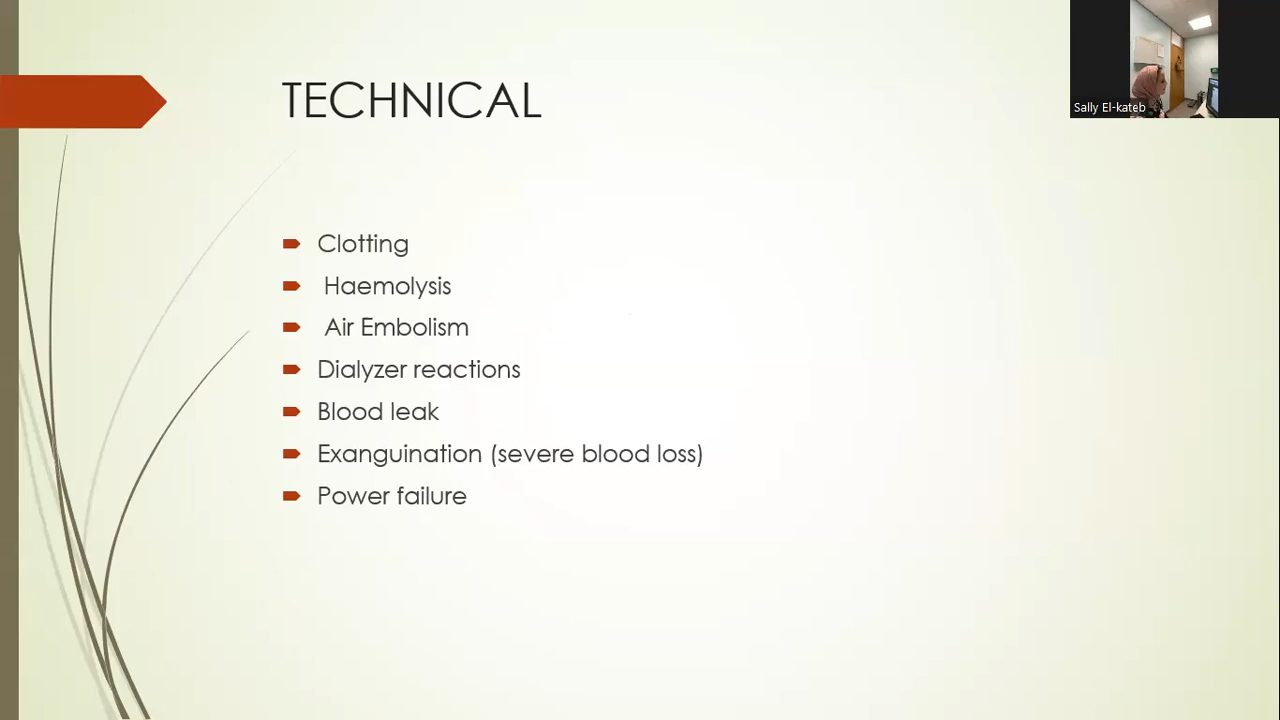 TECHNICAL
Sally El-kateb
Clotting
Haemolysis
Air Embolism
Dialyzer reactions
Blood leak
Exanguination (severe blood loss)
Power failure